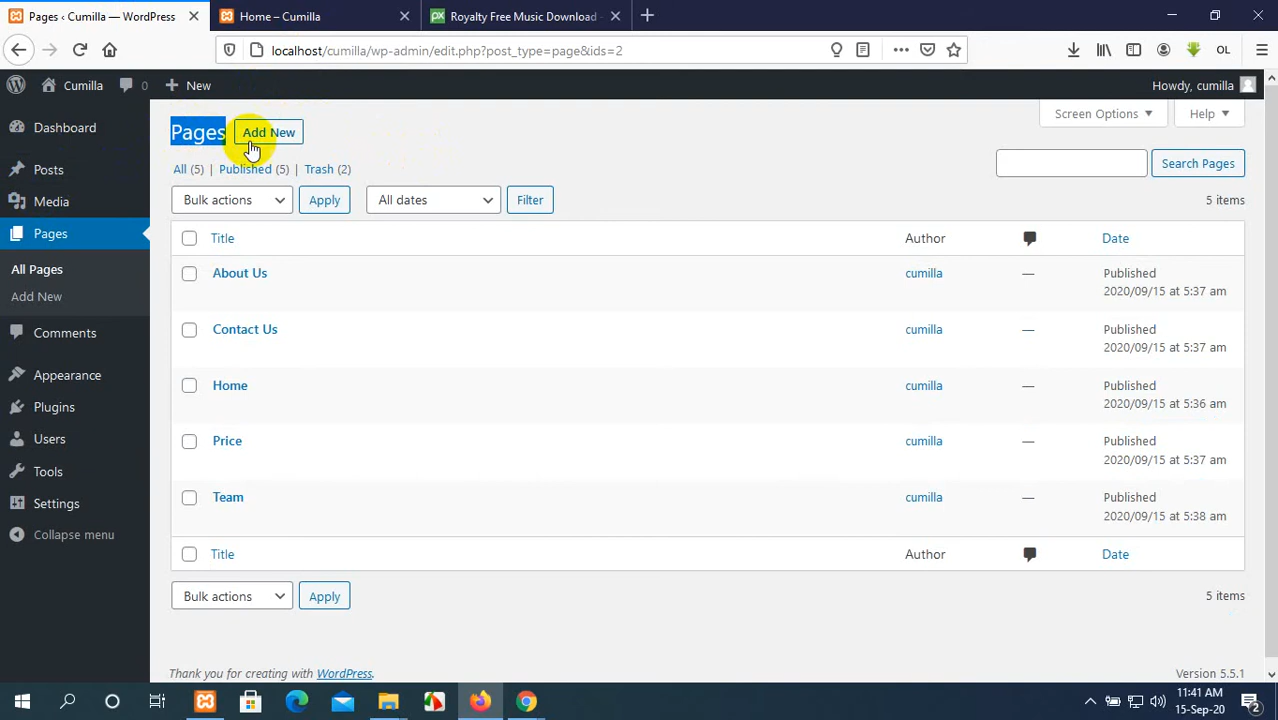 Pages ‹ Cumilla — WordPress
Home – Cumilla
Royalty Free Music Download -
localhost/cumilla/wp-admin/edit.php?post_type=page&ids=2
OL
Cumilla
0
New
Howdy, cumilla
Dashboard
Posts
Media
Pages
All Pages
Add New
Comments
Appearance
Plugins
Users
Tools
Settings
Collapse menu
Screen Options
Help
Pages
Add New
All (5) | Published (5) | Trash (2)
Search Pages
Bulk actions
Apply
All dates
Filter
5 items
Title
Author
Date
About Us
cumilla
—
Published
2020/09/15 at 5:37 am
Contact Us
cumilla
—
Published
2020/09/15 at 5:37 am
Home
cumilla
—
Published
2020/09/15 at 5:36 am
Price
cumilla
—
Published
2020/09/15 at 5:37 am
Team
cumilla
—
Published
2020/09/15 at 5:38 am
Title
Author
Date
Bulk actions
Apply
5 items
Thank you for creating with WordPress.
Version 5.5.1
11:41 AM
15-Sep-20
2